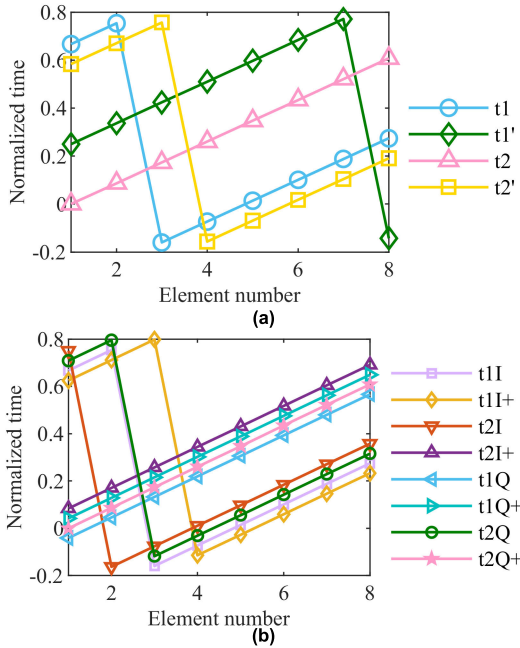 0.8
0.6
0.4
0.2
0
-0.2
Normalized time
2
4
6
8
Element number
(a)
t1
t1'
t2
t2'
0.8
0.6
0.4
0.2
0
-0.2
Normalized time
2
4
6
8
Element number
(b)
t1I
t1I+
t2I
t2I+
t1Q
t1Q+
t2Q
t2Q+